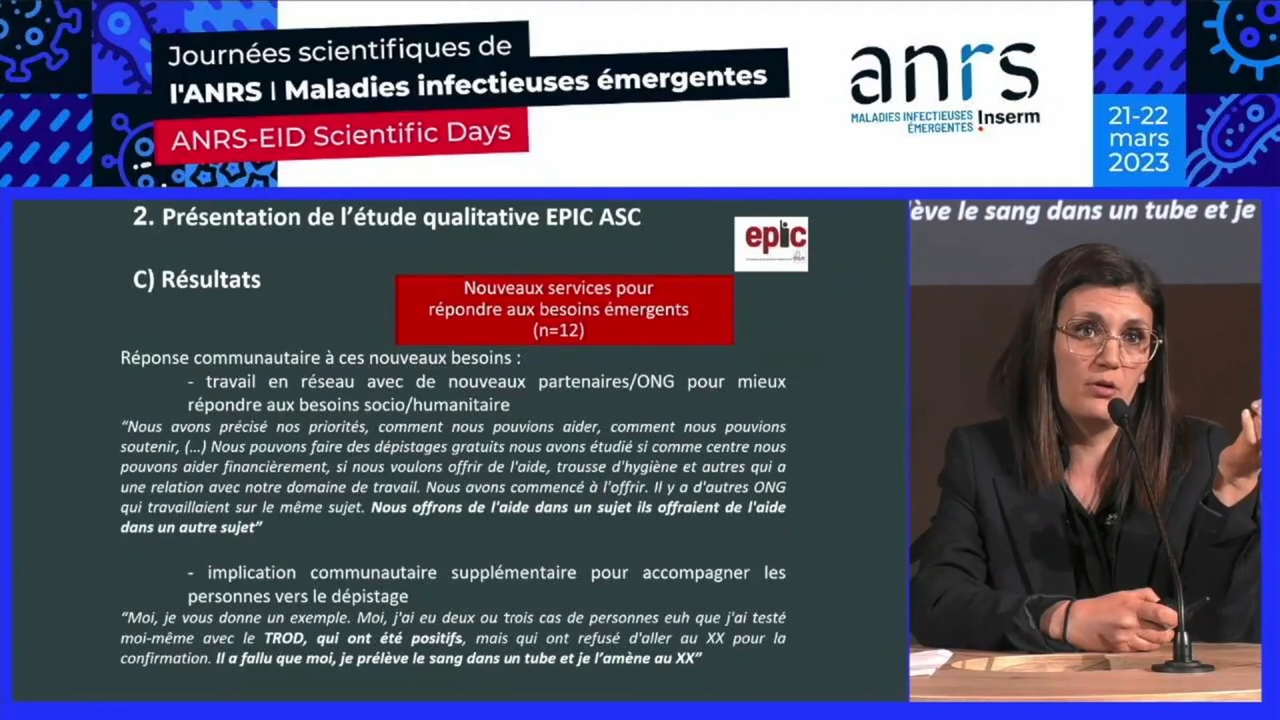 Journées scientifiques de
l'ANRS | Maladies infectieuses émergentes
ANRS-EID Scientific Days
anrs
MALADIES INFECTIEUSES
ÉMERGENTES
Inserm
21-22
mars
2023
2. Présentation de l'étude qualitative EPIC ASC
epic
C) Résultats
Nouveaux services pour
répondre aux besoins émergents
(n=12)
Réponse communautaire à ces nouveaux besoins :
- travail en réseau avec de nouveaux partenaires/ONG pour mieux
répondre aux besoins socio/humanitaire
“Nous avons précisé nos priorités, comment nous pouvions aider, comment nous pouvions
soutenir, (…) Nous pouvons faire des dépistages gratuits nous avons étudié si comme centre nous
pouvons aider financièrement, si nous voulons offrir de l'aide, trousse d'hygiène et autres qui a
une relation avec notre domaine de travail. Nous avons commencé à l'offrir. Il y a d'autres ONG
qui travaillaient sur le même sujet. Nous offrons de l'aide dans un sujet ils offraient de l'aide
dans un autre sujet”
- implication communautaire supplémentaire pour accompagner les
personnes vers le dépistage
“Moi, je vous donne un exemple. Moi, j'ai eu deux ou trois cas de personnes euh que j'ai testé
moi-même avec le TROD, qui ont été positifs, mais qui ont refusé d'aller au XX pour la
confirmation. Il a fallu que moi, je prélève le sang dans un tube et je l'amène au XX”
ève le sang dans un tube et je